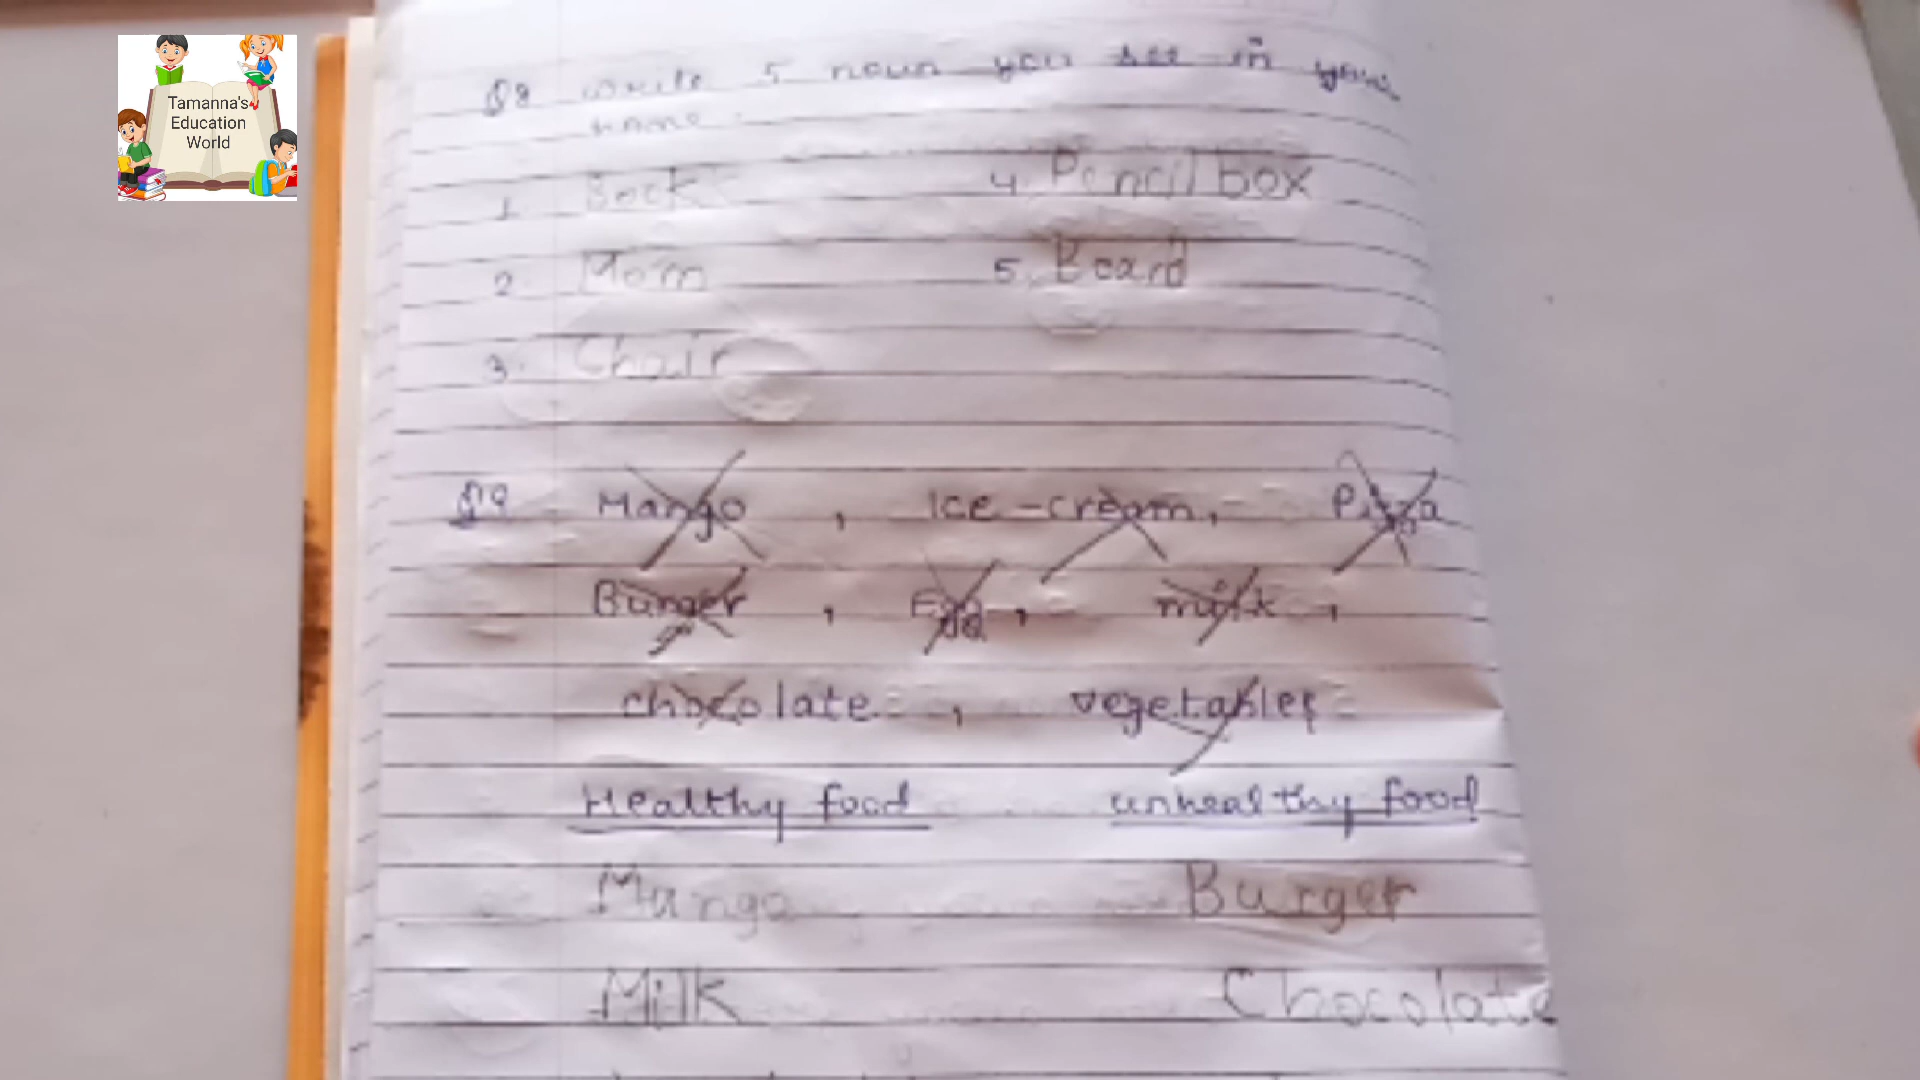 Tamanna's
Education
World
Q8 write 5 noun you see in your
home.
1. Book 4. Pencil box
2. Mom 5. Board
3. Chair
Q9 Mango , Ice-cream, Pizza
Burger , Egg , milk ,
chocolate , vegetables
Healthy food unhealthy food
Mango Burger
Milk Chocolate